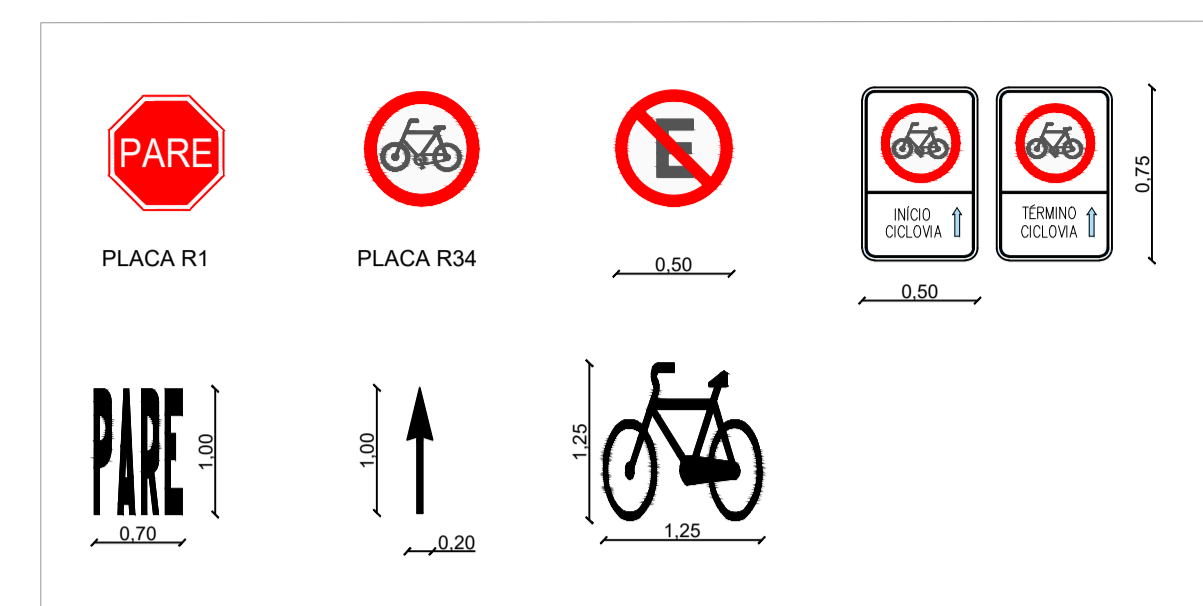 PARE
E
INÍCIO
CICLOVIA
TÉRMINO
CICLOVIA
0,75
PLACA R1
PLACA R34
0,50
0,50
PARE
1,00
0,70
1,00
0,20
1,25
1,25